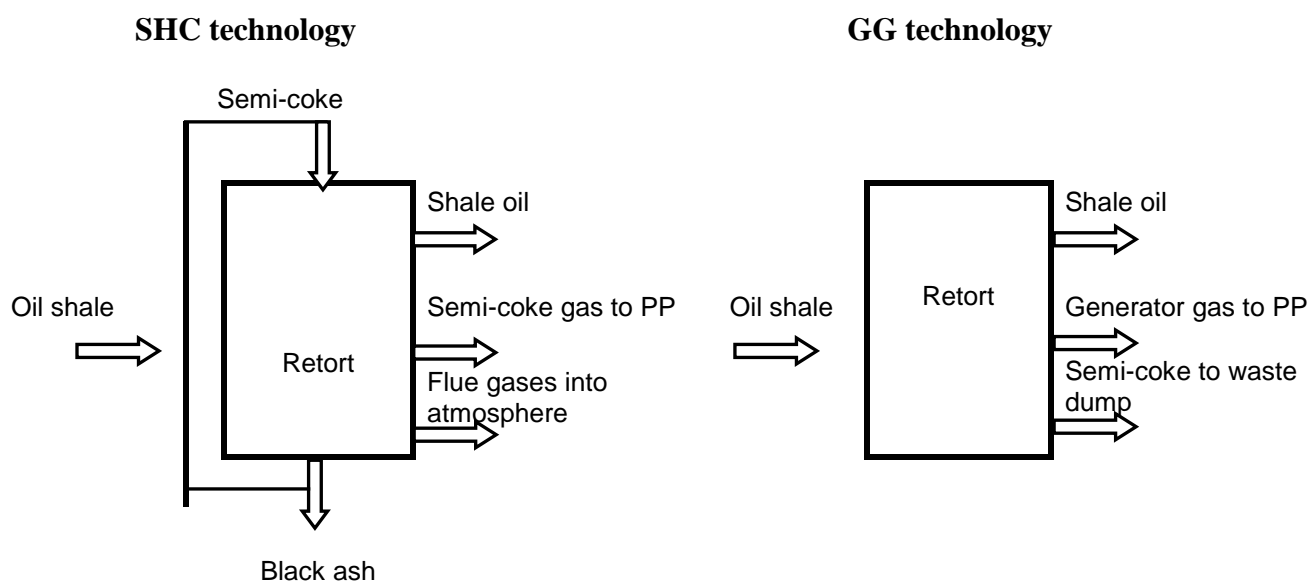 SHC technology
GG technology
Semi-coke
Shale oil
Oil shale
Semi-coke gas to PP
Retort
Flue gases into
atmosphere
Black ash
Shale oil
Retort
Oil shale
Generator gas to PP
Semi-coke to waste
dump